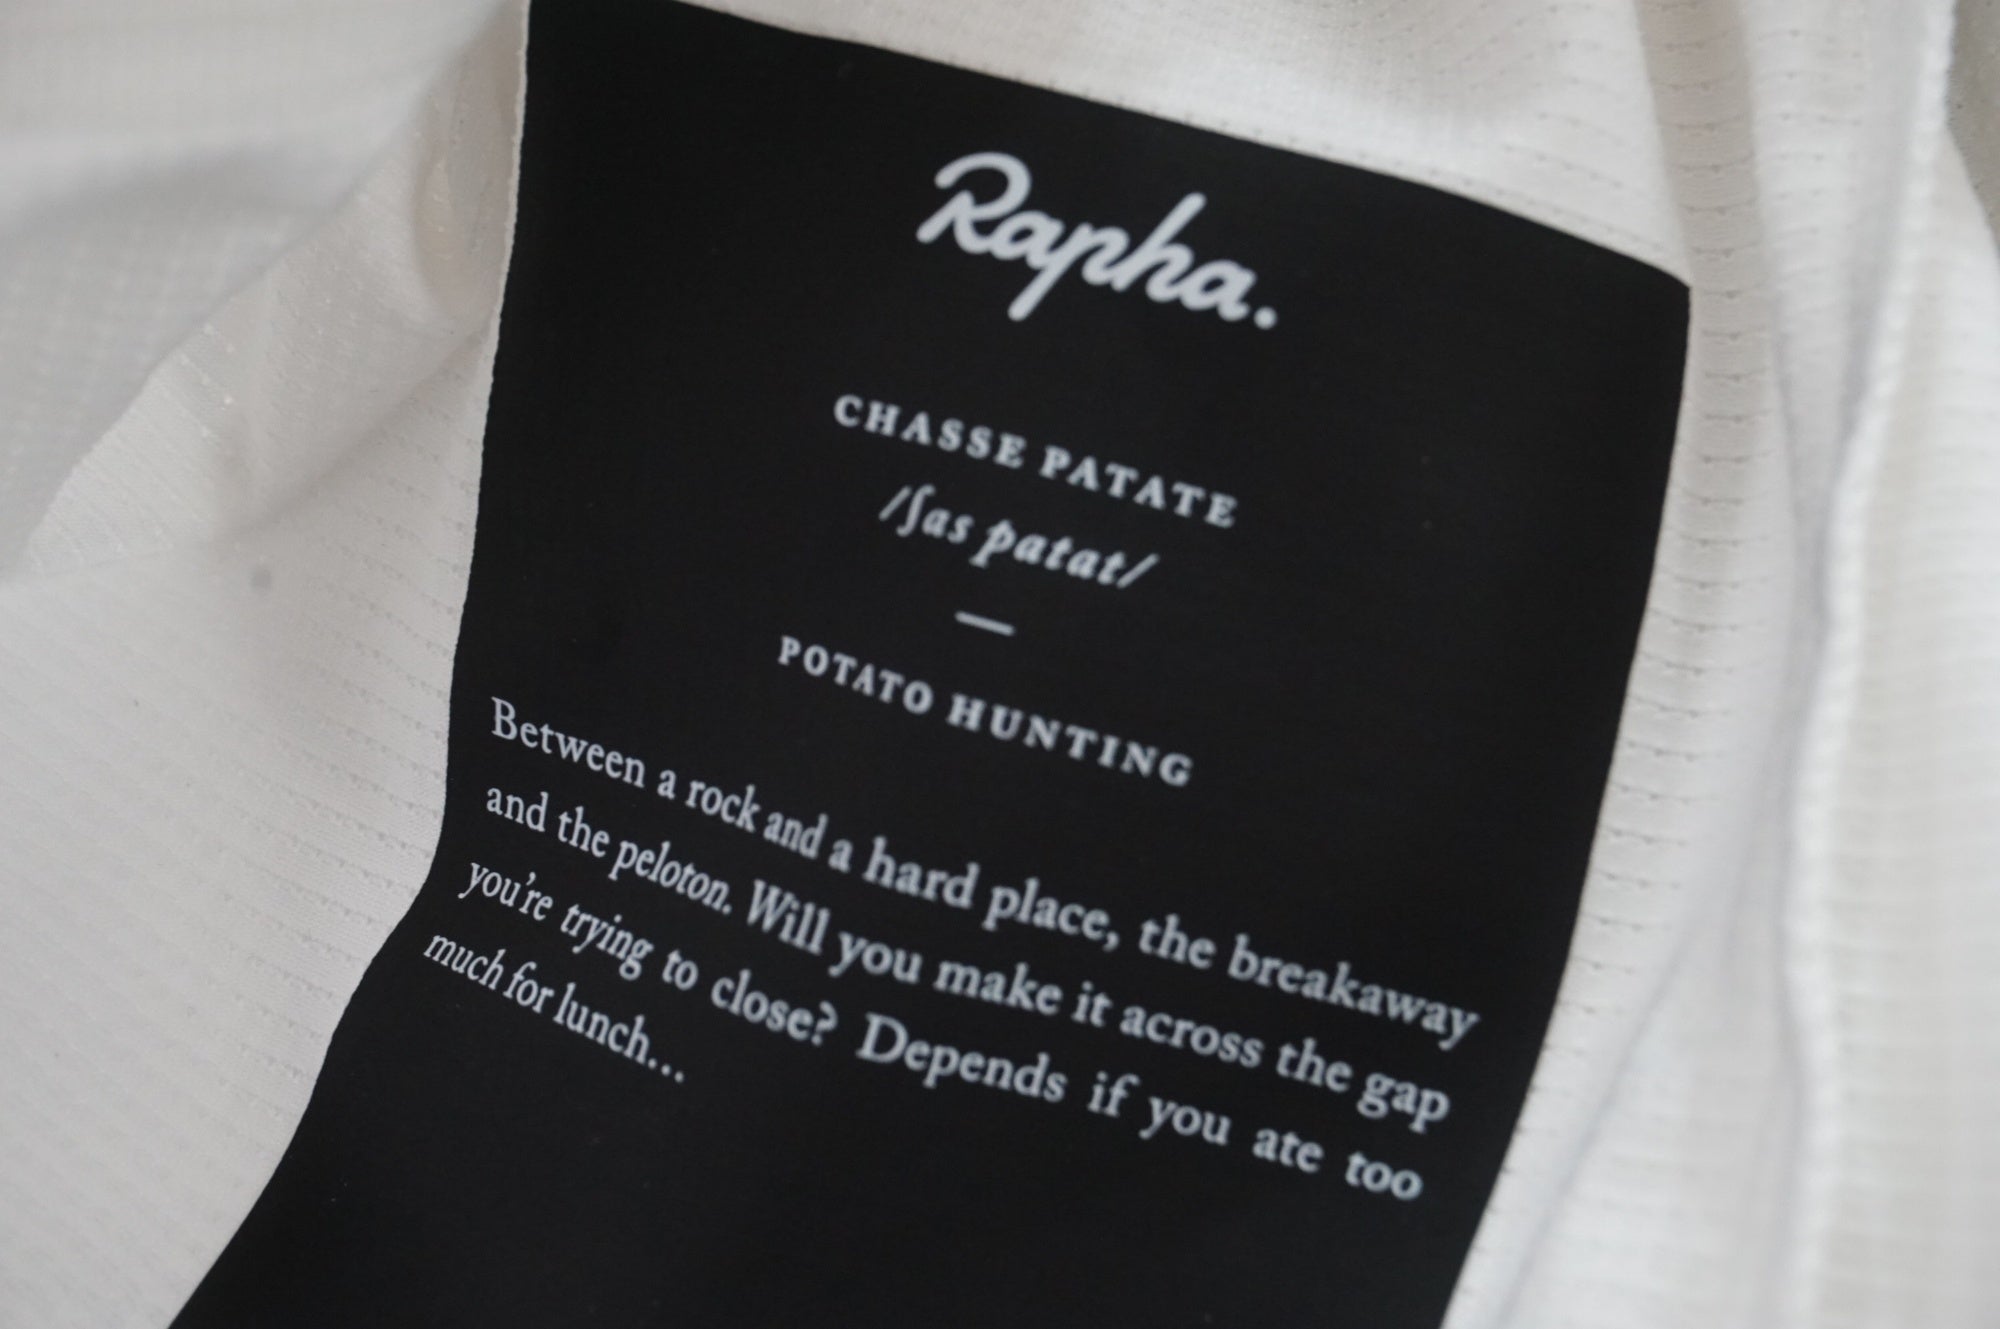 Rapha.
CHASSE PATATE
/ʃas patat/
—
POTATO HUNTING
Between a rock and a hard place, the breakaway
and the peloton. Will you make it across the gap
you're trying to close? Depends if you ate too
much for lunch...